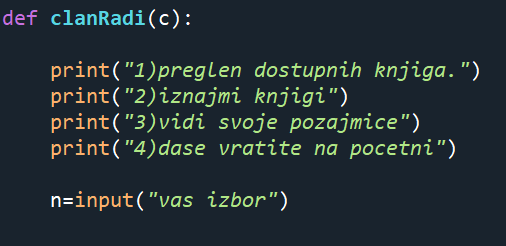 def clanRadi(c):
print("1)preglen dostupnih knjiga.")
print("2)iznajmi knjigi")
print("3)vidi svoje pozajmice")
print("4)dase vratite na pocetni")
n=input("vas izbor")